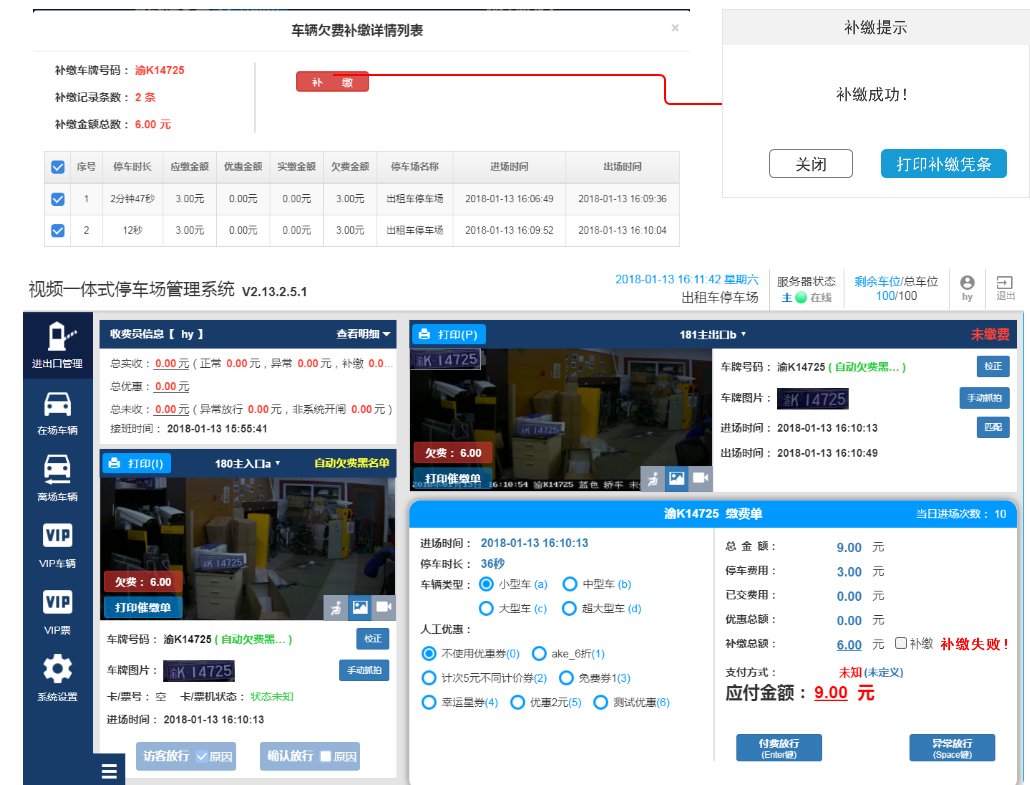 车辆欠费补缴详情列表
×
补缴车牌号码： 渝K14725
补缴记录条数： 2 条
补缴金额总数： 6.00 元
补 缴
序号 停车时长 应缴金额 优惠金额 实缴金额 欠费金额 停车场名称 进场时间 出场时间
1 2分钟47秒 3.00元 0.00元 0.00元 3.00元 出租车停车场 2018-01-13 16:06:49 2018-01-13 16:09:36
2 12秒 3.00元 0.00元 0.00元 3.00元 出租车停车场 2018-01-13 16:09:52 2018-01-13 16:10:04
补缴提示
补缴成功！
关闭 打印补缴凭条
视频一体式停车场管理系统 V2.13.2.5.1
2018-01-13 16:11:42 星期六
出租车停车场
服务器状态
主 在线
剩余车位/总车位
100/100
hy
退出
进出口管理
在场车辆
离场车辆
VIP
VIP车辆
VIP
VIP票
系统设置
收费员信息【 hy 】 查看明细
总实收： 0.00 元 ( 正常 0.00 元 , 异常 0.00 元 , 补缴 0.0...
总优惠： 0.00 元
总未收： 0.00 元 ( 异常放行 0.00 元 , 非系统开闸 0.00 元 )
接班时间： 2018-01-13 15:55:41
打印(I) 180主入口a 自动欠费黑名单
K 14725
欠费： 6.00
打印催缴单
车牌号码： 渝K14725 ( 自动欠费黑... ) 校正
车牌图片： 渝K 14725 手动抓拍
卡/票号： 空 卡/票机状态： 状态未知
进场时间： 2018-01-13 16:10:13
访客放行 原因 确认放行 原因
打印(P) 181主出口b 未缴费
渝K 14725
K 14725
欠费： 6.00
打印催缴单
16:10:54 渝K14725 蓝色 轿车
车牌号码： 渝K14725 ( 自动欠费黑... ) 校正
车牌图片： 渝K 14725 手动抓拍
进场时间： 2018-01-13 16:10:13 匹配
出场时间： 2018-01-13 16:10:49
渝K14725 缴费单 当日进场次数： 10
进场时间： 2018-01-13 16:10:13
停车时长： 36秒
车辆类型： 小型车 (a) 中型车 (b)
大型车 (c) 超大型车 (d)
人工优惠：
不使用优惠券(0) ake_6折(1)
计次5元不同计价券(2) 免费券1(3)
幸运星券(4) 优惠2元(5) 测试优惠(6)
总 金 额： 9.00 元
停车费用： 3.00 元
已交费用： 0.00 元
优惠总额： 0.00 元
补缴总额： 6.00 元 补缴 补缴失败！
支付方式： 未知(未定义)
应付金额： 9.00 元
付费放行
(Enter键)
异常放行
(Space键)